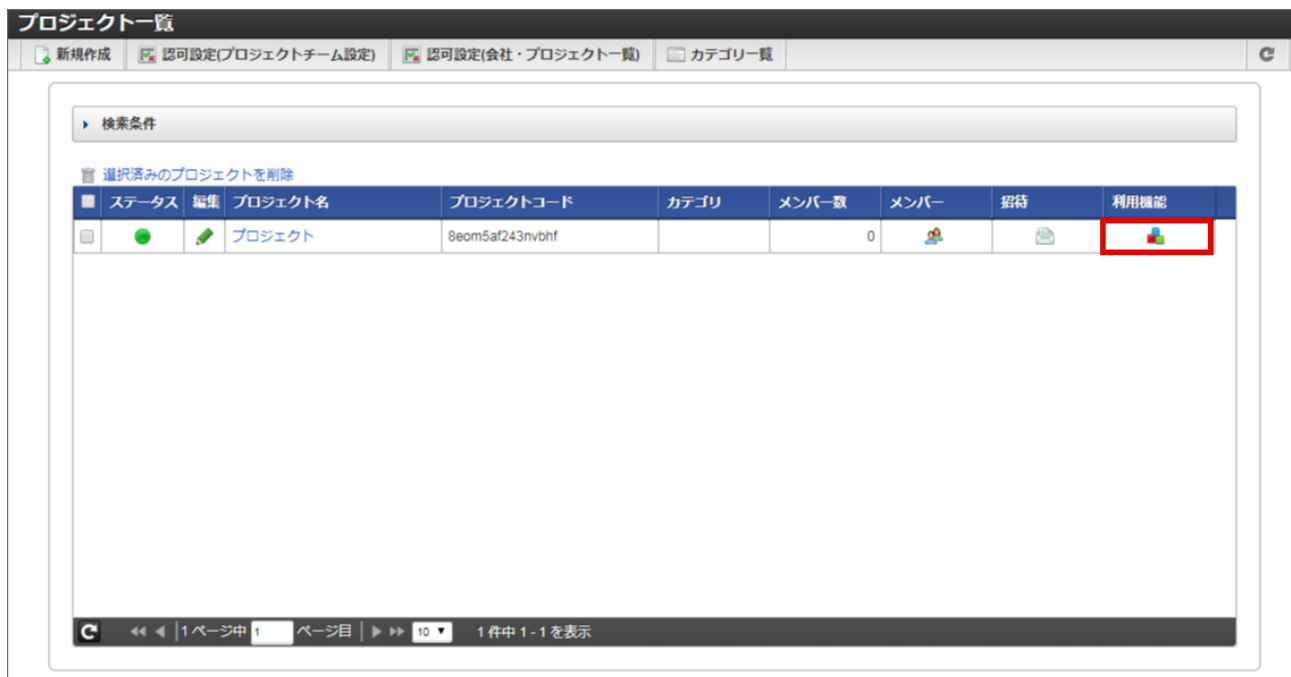 プロジェクト一覧
新規作成 認可設定(プロジェクトチーム設定) 認可設定(会社・プロジェクト一覧) カテゴリ一覧
検索条件
選択済みのプロジェクトを削除
ステータス 編集 プロジェクト名 プロジェクトコード カテゴリ メンバー数 メンバー 招待 利用機能
プロジェクト 8eom5af243nvbhf 0
1 ページ中 1 ページ目 10 1 件中 1 - 1 を表示